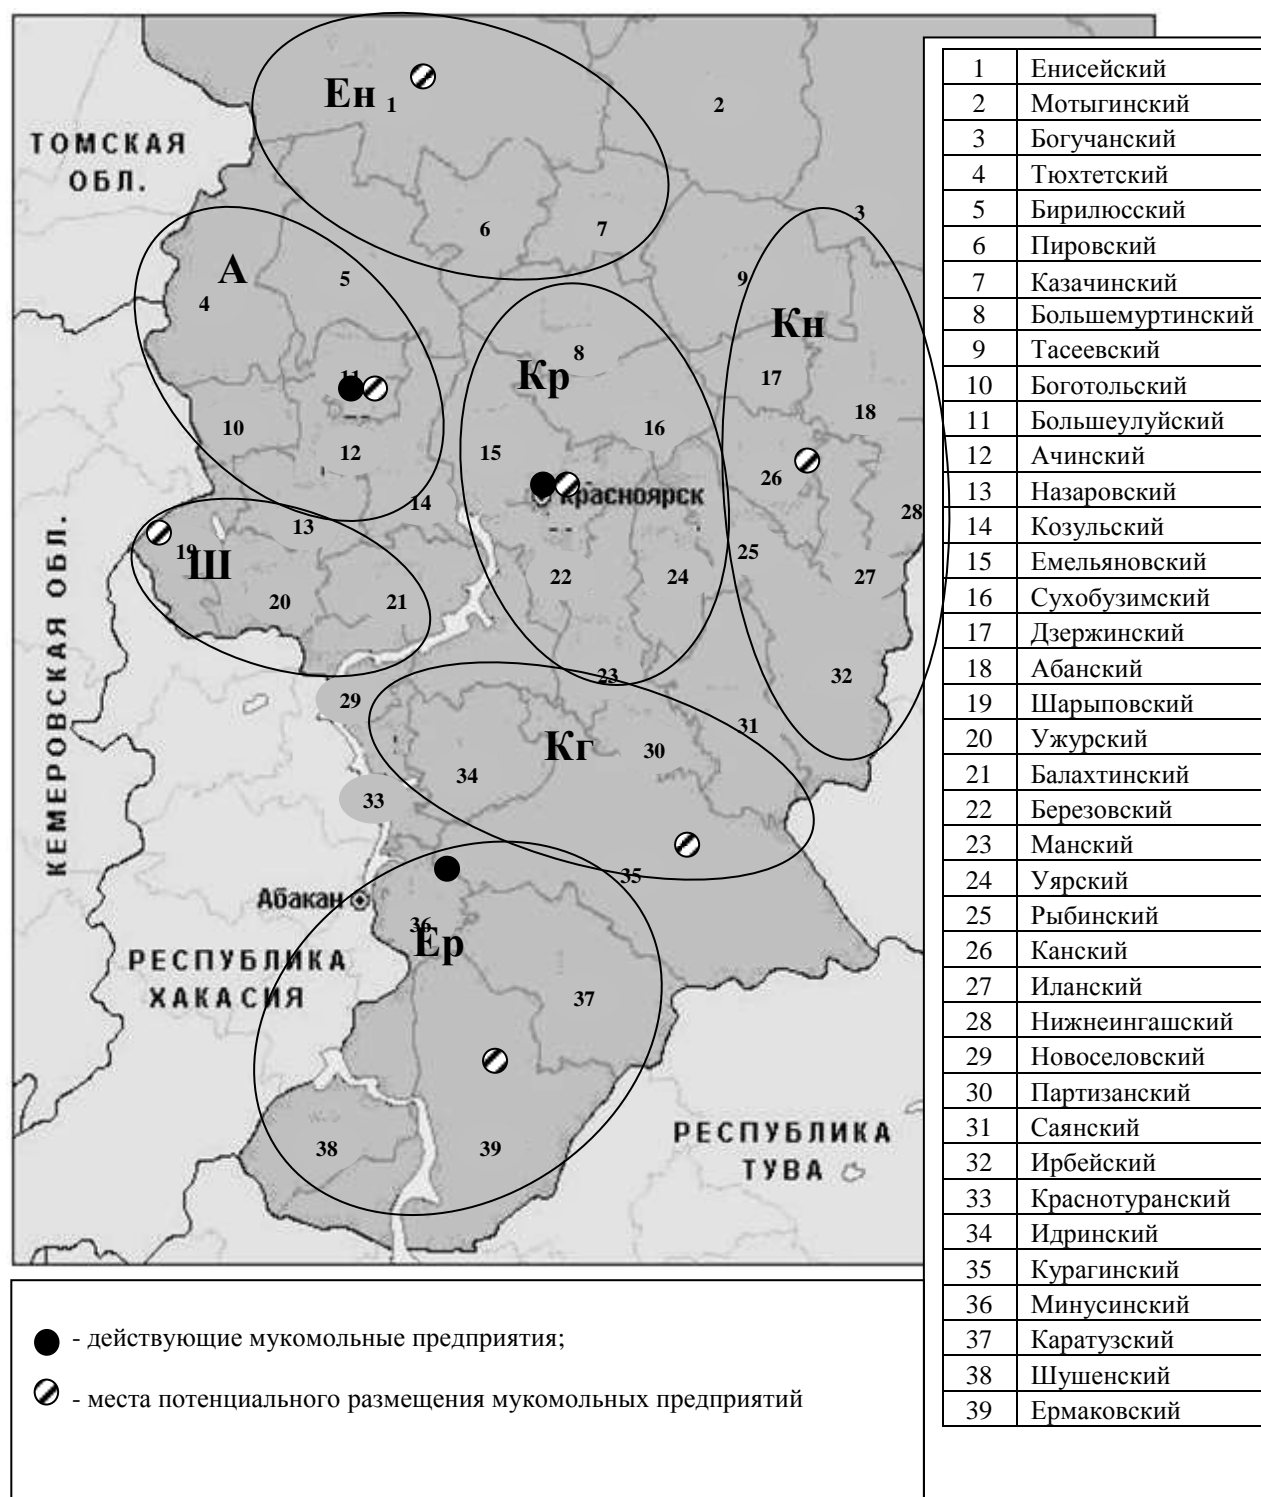 Ен
1
2
ТОМСКАЯ
ОБЛ.
3
6
7
А
5
4
9
Кн
8
Кр
11
17
10
16
18
12
15
26
14
Красноярск
13
28
19
25
Ш
22
24
27
20
21
КЕМЕРОВСКАЯ ОБЛ.
23
32
29
31
Кг
30
34
33
35
Абакан
36
Ер
РЕСПУБЛИКА
ХАКАСИЯ
37
38
39
РЕСПУБЛИКА
ТУВА
- действующие мукомольные предприятия;
- места потенциального размещения мукомольных предприятий
1 Енисейский
2 Мотыгинский
3 Богучанский
4 Тюхтетский
5 Бирилюсский
6 Пировский
7 Казачинский
8 Большемуртинский
9 Тасеевский
10 Боготольский
11 Большеулуйский
12 Ачинский
13 Назаровский
14 Козульский
15 Емельяновский
16 Сухобузимский
17 Дзержинский
18 Абанский
19 Шарыповский
20 Ужурский
21 Балахтинский
22 Березовский
23 Манский
24 Уярский
25 Рыбинский
26 Канский
27 Иланский
28 Нижнеингашский
29 Новоселовский
30 Партизанский
31 Саянский
32 Ирбейский
33 Краснотуранский
34 Идринский
35 Курагинский
36 Минусинский
37 Каратузский
38 Шушенский
39 Ермаковский